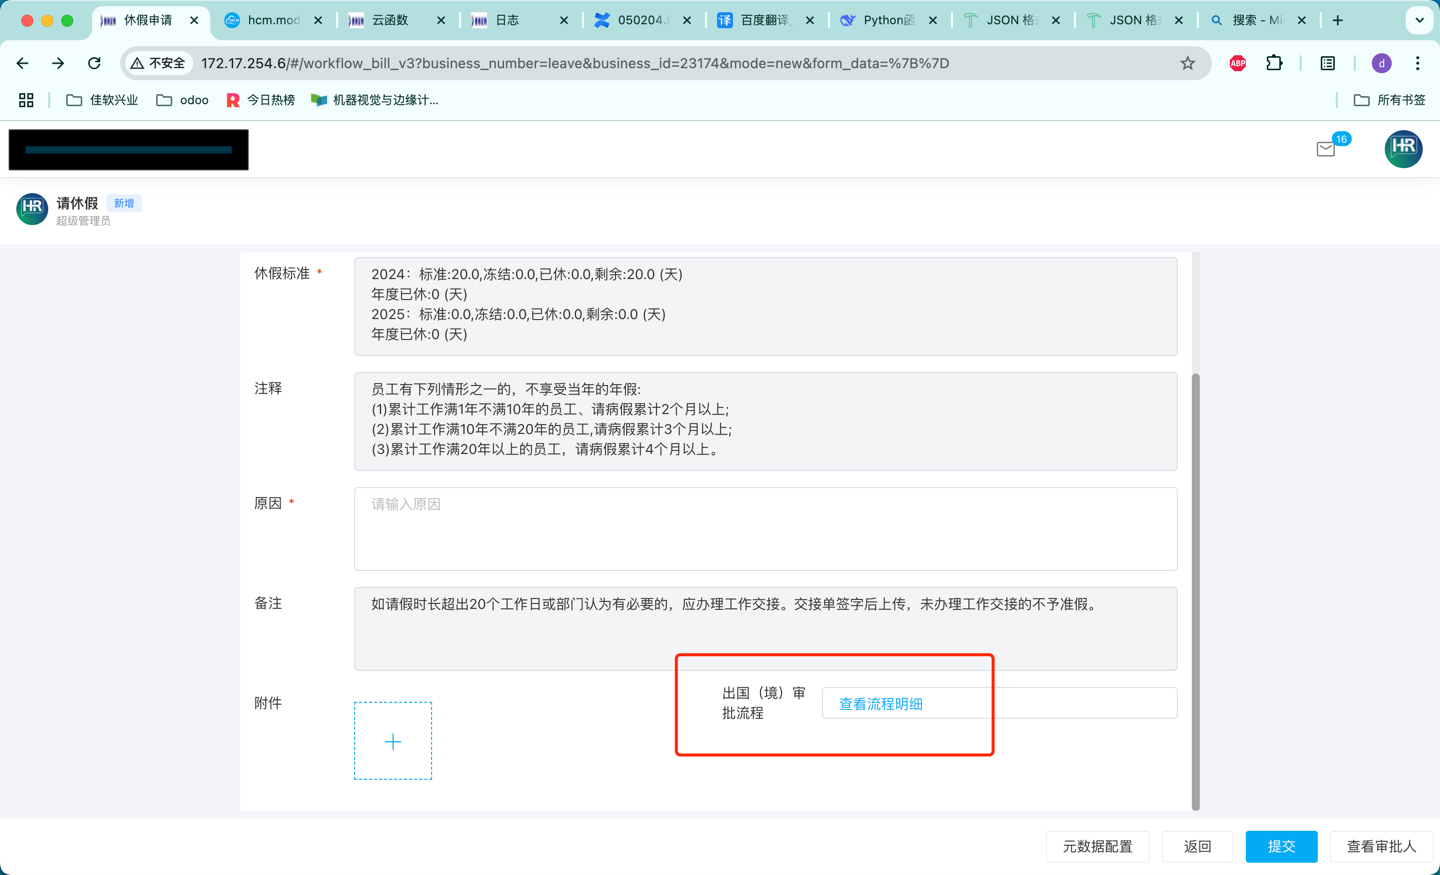 休假申请
hcm.mod
云函数
日志
050204.
百度翻译
Python函
JSON 格
JSON 格
搜索 - Mi
不安全
172.17.254.6/#/workflow_bill_v3?business_number=leave&business_id=23174&mode=new&form_data=%7B%7D
ABP
d
佳软兴业
odoo
今日热榜
机器视觉与边缘计...
所有书签
16
HR
HR
请休假 新增
超级管理员
休假标准 *
2024：标准:20.0,冻结:0.0,已休:0.0,剩余:20.0 (天)
年度已休:0 (天)
2025：标准:0.0,冻结:0.0,已休:0.0,剩余:0.0 (天)
年度已休:0 (天)
注释
员工有下列情形之一的，不享受当年的年假:
(1)累计工作满1年不满10年的员工、请病假累计2个月以上;
(2)累计工作满10年不满20年的员工,请病假累计3个月以上;
(3)累计工作满20年以上的员工，请病假累计4个月以上。
原因 *
请输入原因
备注
如请假时长超出20个工作日或部门认为有必要的，应办理工作交接。交接单签字后上传，未办理工作交接的不予准假。
附件
出国（境）审
批流程
查看流程明细
元数据配置
返回
提交
查看审批人